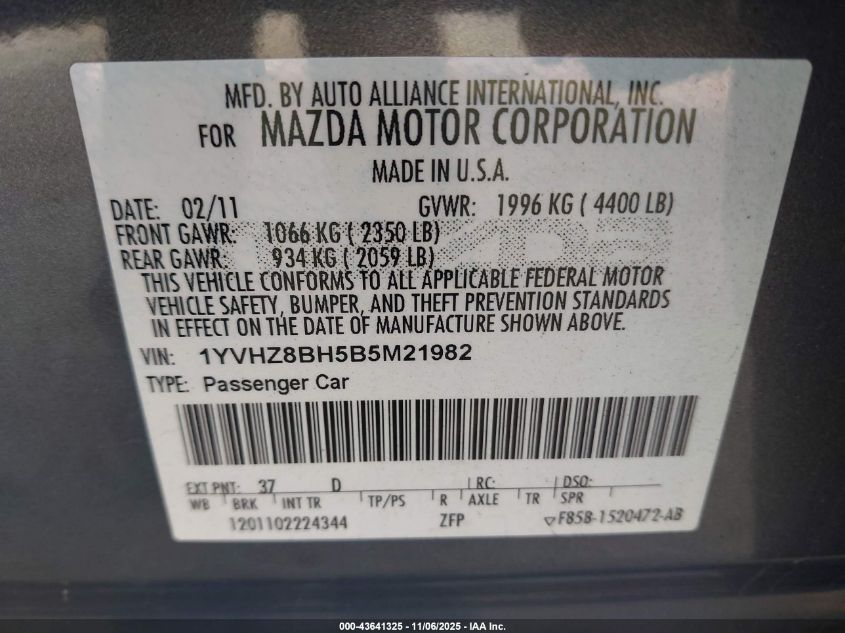 MFD. BY AUTO ALLIANCE INTERNATIONAL, INC.
FOR MAZDA MOTOR CORPORATION
MADE IN U.S.A.
DATE: 02/11 GVWR: 1996 KG ( 4400 LB)
FRONT GAWR: 1066 KG ( 2350 LB)
REAR GAWR: 934 KG ( 2059 LB)
THIS VEHICLE CONFORMS TO ALL APPLICABLE FEDERAL MOTOR
VEHICLE SAFETY, BUMPER, AND THEFT PREVENTION STANDARDS
IN EFFECT ON THE DATE OF MANUFACTURE SHOWN ABOVE.
VIN: 1YVHZ8BH5B5M21982
TYPE: Passenger Car
EXT PNT: 37 D RC: DSO:
WB BRK INT TR TP/PS R AXLE TR SPR
1201102224344 ZFP F85B-1520472-AB
000-43641325 - 11/06/2025 - IAA Inc.